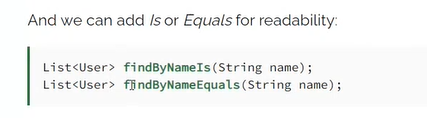 And we can add Is or Equals for readability:
List<User> findByNameIs(String name);
List<User> findByNameEquals(String name);